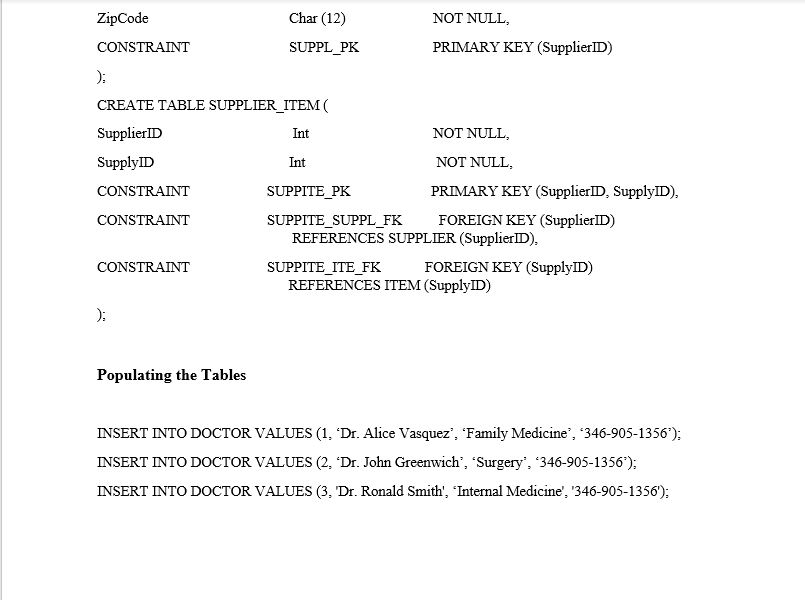 ZipCode Char (12) NOT NULL,
CONSTRAINT SUPPL_PK PRIMARY KEY (SupplierID)
);
CREATE TABLE SUPPLIER_ITEM (
SupplierID Int NOT NULL,
SupplyID Int NOT NULL,
CONSTRAINT SUPPITE_PK PRIMARY KEY (SupplierID, SupplyID),
CONSTRAINT SUPPITE_SUPPL_FK FOREIGN KEY (SupplierID)
REFERENCES SUPPLIER (SupplierID),
CONSTRAINT SUPPITE_ITE_FK FOREIGN KEY (SupplyID)
REFERENCES ITEM (SupplyID)
);
Populating the Tables
INSERT INTO DOCTOR VALUES (1, ‘Dr. Alice Vasquez’, ‘Family Medicine’, ‘346-905-1356’);
INSERT INTO DOCTOR VALUES (2, ‘Dr. John Greenwich’, ‘Surgery’, ‘346-905-1356’);
INSERT INTO DOCTOR VALUES (3, 'Dr. Ronald Smith', ‘Internal Medicine', '346-905-1356');